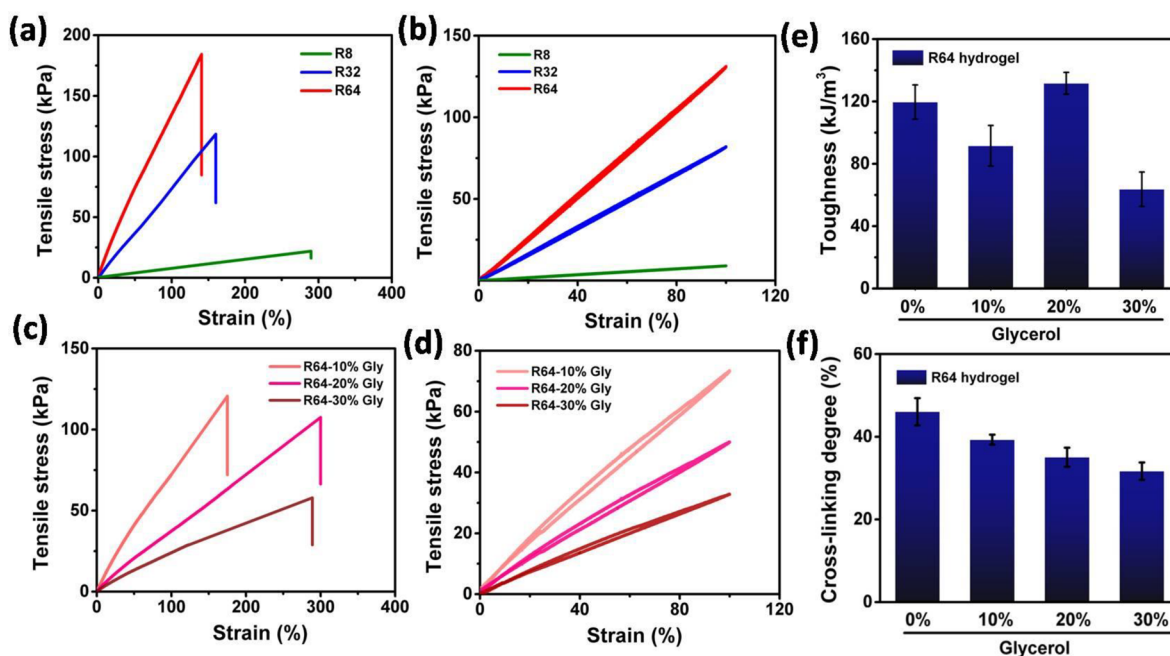 (a)
200
150
100
50
0
0 100 200 300 400
Tensile stress (kPa)
Strain (%)
R8
R32
R64
(b)
150
100
50
0
0 40 80 120
Tensile stress (kPa)
Strain (%)
R8
R32
R64
(e)
160
120
80
40
0
Toughness (kJ/m³)
R64 hydrogel
0% 10% 20% 30%
Glycerol
(c)
150
100
50
0
0 100 200 300 400
Tensile stress (kPa)
Strain (%)
R64-10% Gly
R64-20% Gly
R64-30% Gly
(d)
80
60
40
20
0
0 40 80 120
Tensile stress (kPa)
Strain (%)
R64-10% Gly
R64-20% Gly
R64-30% Gly
(f)
60
40
20
0
Cross-linking degree (%)
R64 hydrogel
0% 10% 20% 30%
Glycerol